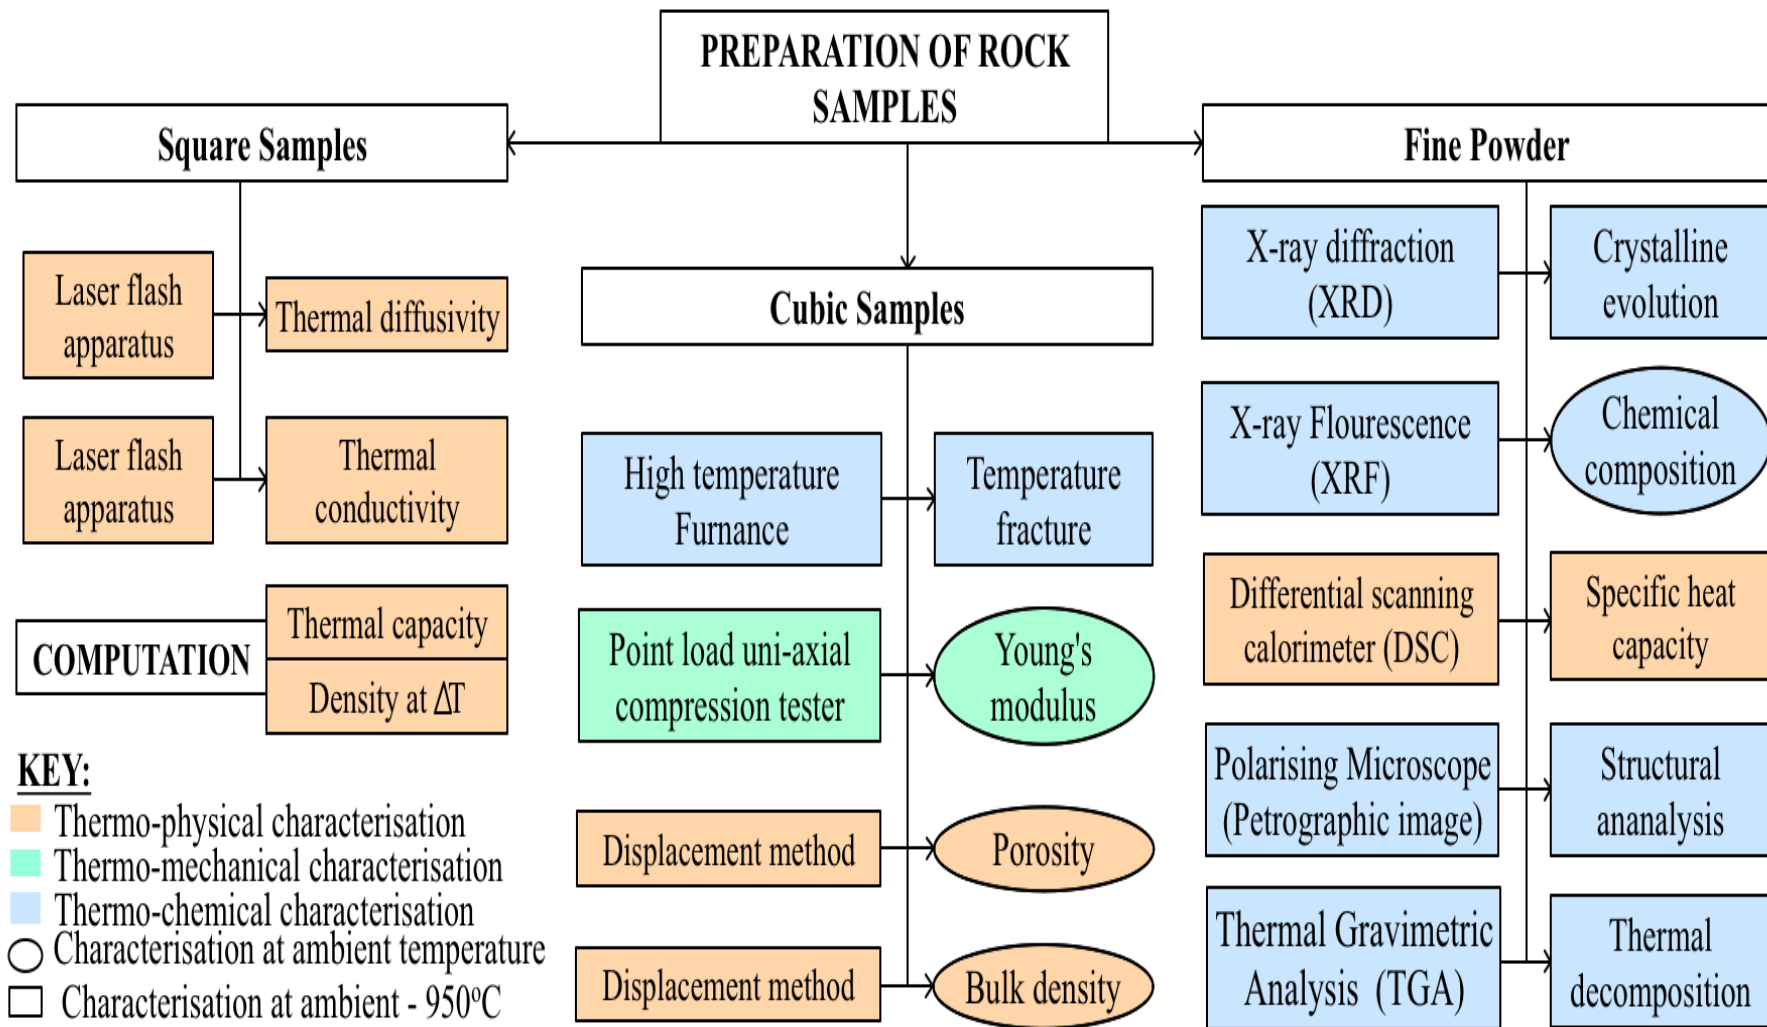 PREPARATION OF ROCK
SAMPLES
Square Samples
Laser flash
apparatus
Thermal diffusivity
Laser flash
apparatus
Thermal
conductivity
COMPUTATION
Thermal capacity
Density at ΔT
Cubic Samples
High temperature
Furnance
Temperature
fracture
Point load uni-axial
compression tester
Young's
modulus
Displacement method
Porosity
Displacement method
Bulk density
Fine Powder
X-ray diffraction
(XRD)
Crystalline
evolution
X-ray Flourescence
(XRF)
Chemical
composition
Differential scanning
calorimeter (DSC)
Specific heat
capacity
Polarising Microscope
(Petrographic image)
Structural
ananalysis
Thermal Gravimetric
Analysis (TGA)
Thermal
decomposition
KEY:
Thermo-physical characterisation
Thermo-mechanical characterisation
Thermo-chemical characterisation
Characterisation at ambient temperature
Characterisation at ambient - 950°C